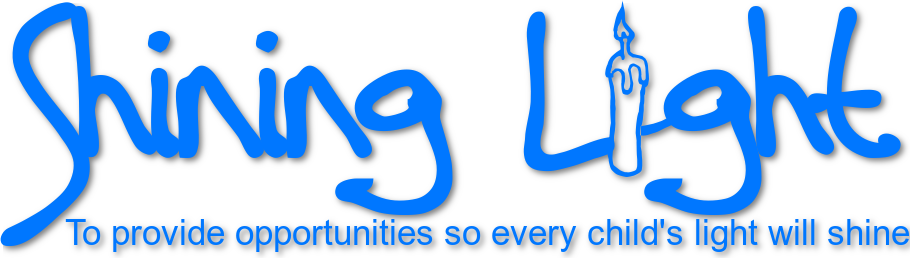 Shining Light
To provide opportunities so every child's light will shine